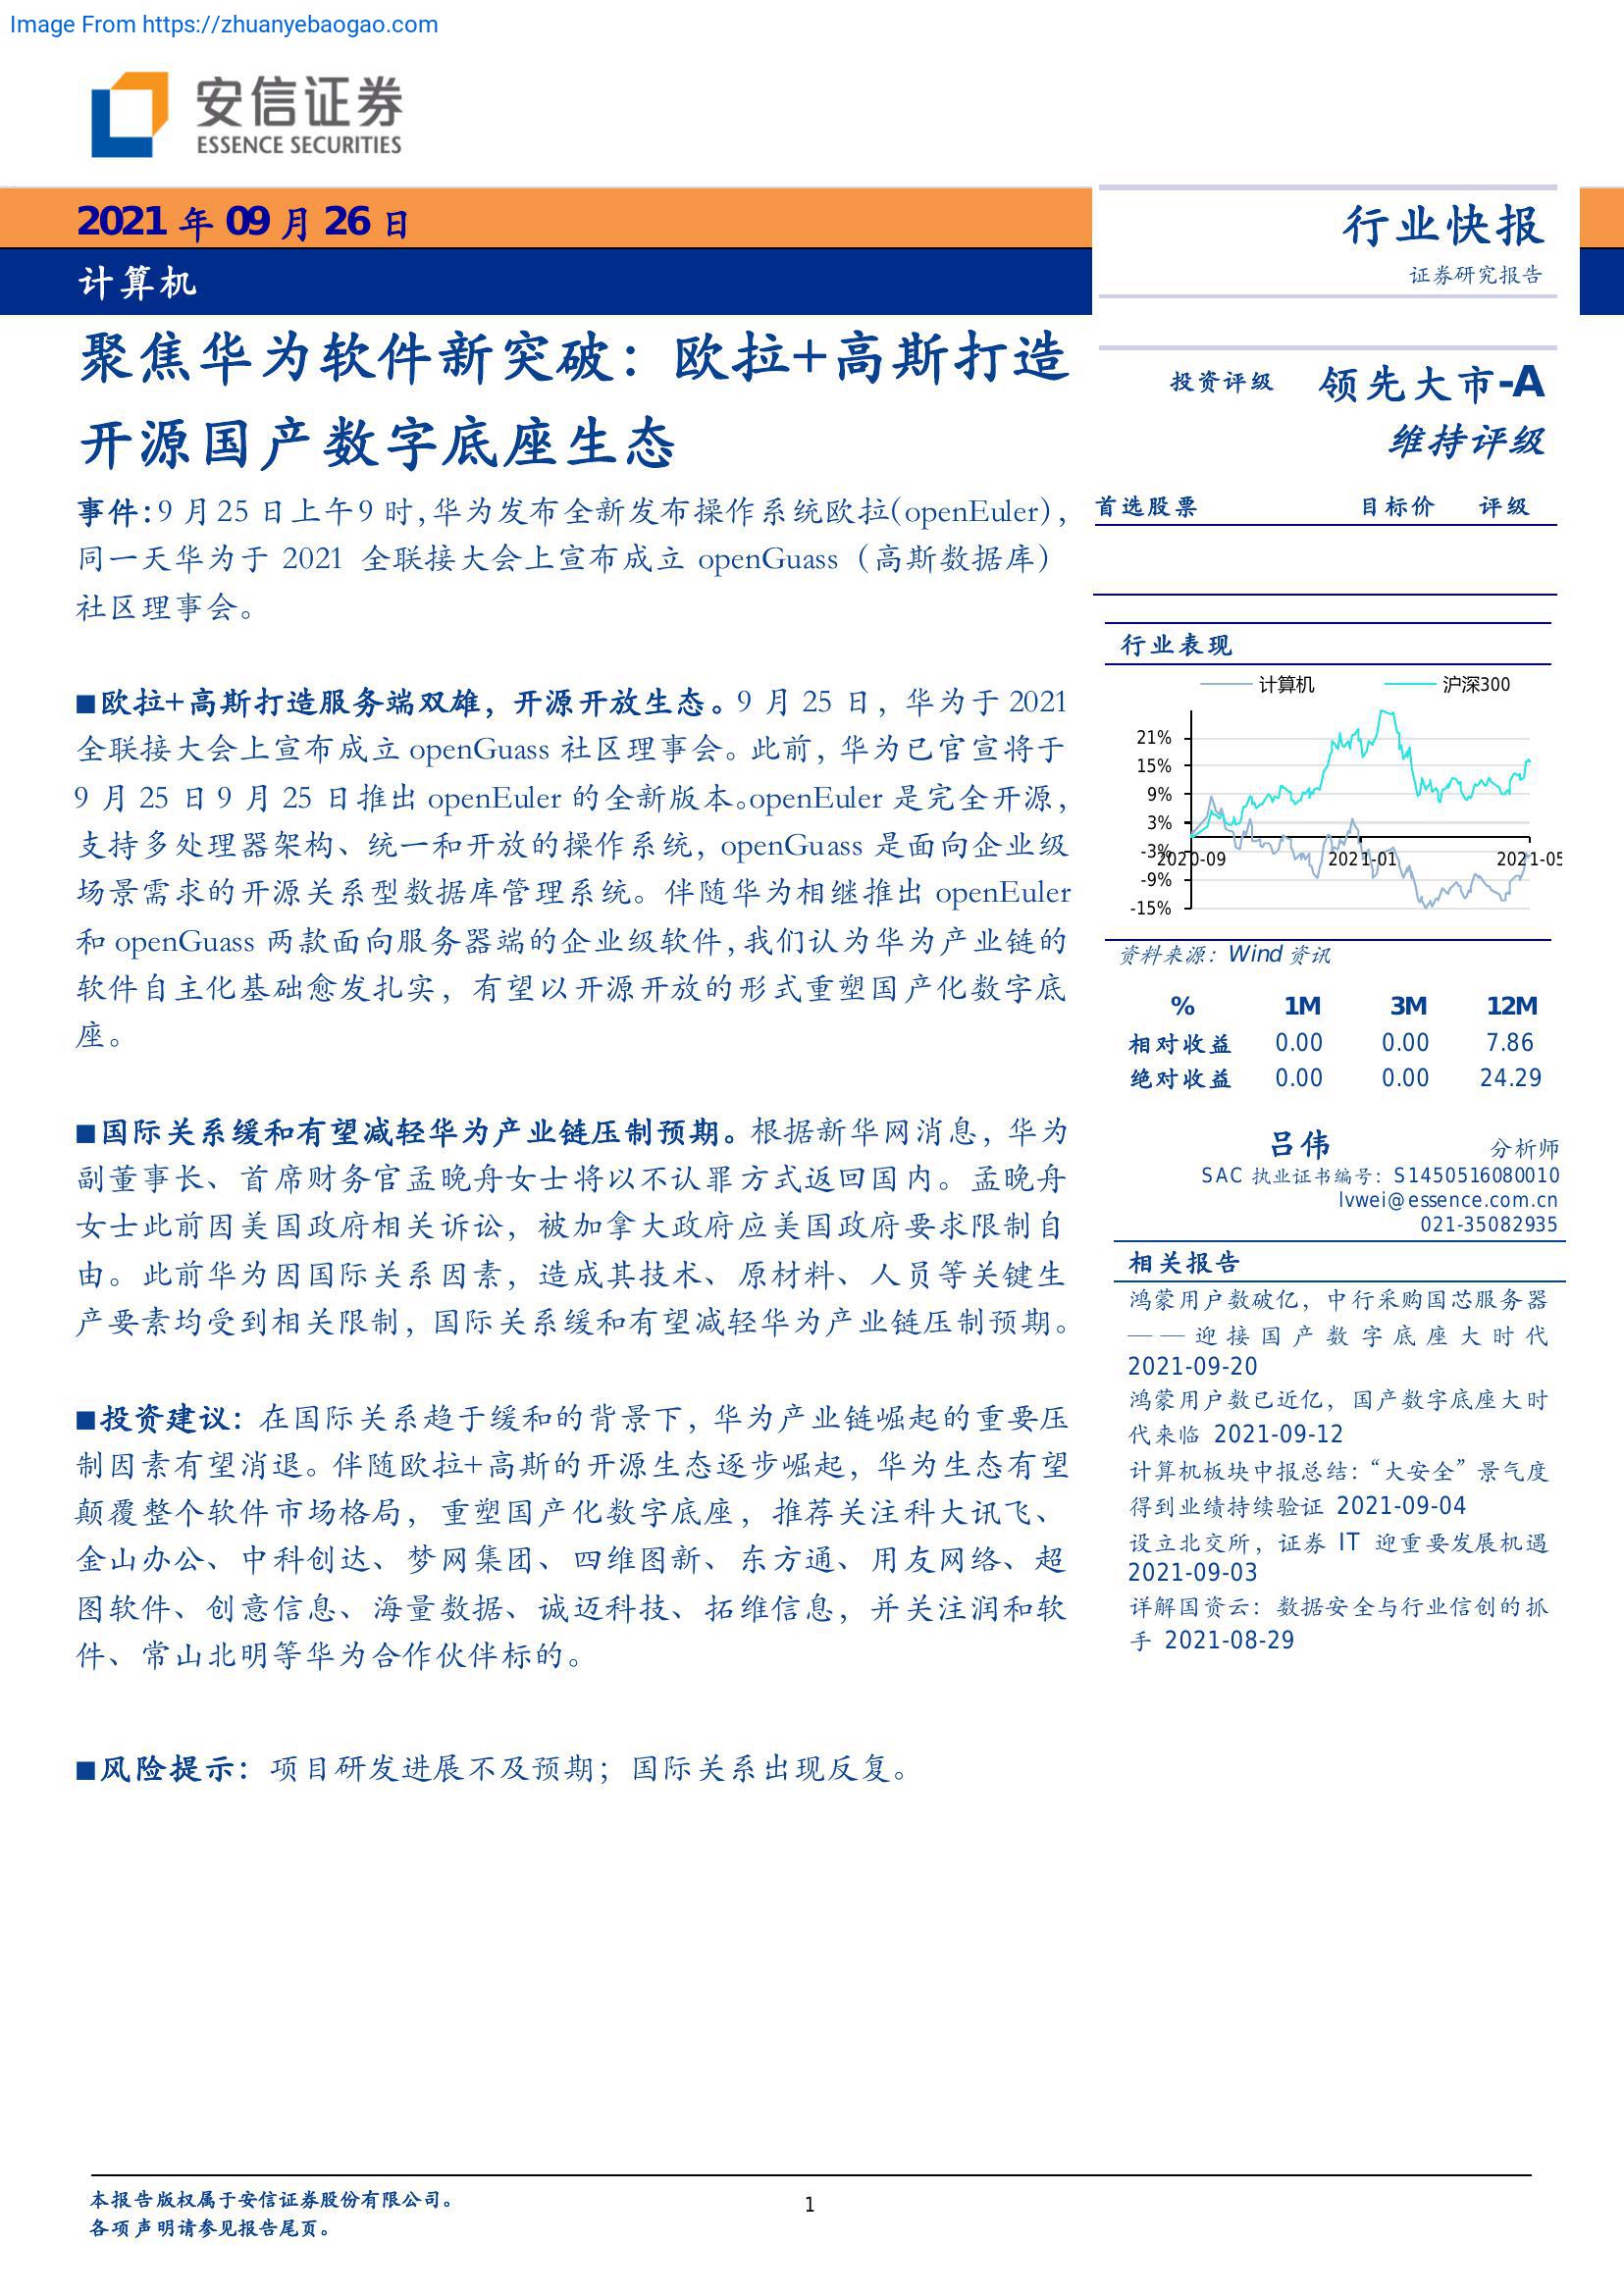 Image From https://zhuanyebaogao.com
安信证券
ESSENCE SECURITIES
2021 年 09 月 26 日
计算机
行业快报
证券研究报告
聚焦华为软件新突破：欧拉+高斯打造
开源国产数字底座生态
事件：9 月 25 日上午 9 时，华为发布全新发布操作系统欧拉（openEuler），
同一天华为于 2021 全联接大会上宣布成立 openGuass（高斯数据库）
社区理事会。
■欧拉+高斯打造服务端双雄，开源开放生态。9 月 25 日，华为于 2021
全联接大会上宣布成立 openGuass 社区理事会。此前，华为已官宣将于
9 月 25 日 9 月 25 日推出 openEuler 的全新版本。openEuler 是完全开源，
支持多处理器架构、统一和开放的操作系统，openGuass 是面向企业级
场景需求的开源关系型数据库管理系统。伴随华为相继推出 openEuler
和 openGuass 两款面向服务器端的企业级软件，我们认为华为产业链的
软件自主化基础愈发扎实，有望以开源开放的形式重塑国产化数字底
座。
■国际关系缓和有望减轻华为产业链压制预期。根据新华网消息，华为
副董事长、首席财务官孟晚舟女士将以不认罪方式返回国内。孟晚舟
女士此前因美国政府相关诉讼，被加拿大政府应美国政府要求限制自
由。此前华为因国际关系因素，造成其技术、原材料、人员等关键生
产要素均受到相关限制，国际关系缓和有望减轻华为产业链压制预期。
■投资建议：在国际关系趋于缓和的背景下，华为产业链崛起的重要压
制因素有望消退。伴随欧拉+高斯的开源生态逐步崛起，华为生态有望
颠覆整个软件市场格局，重塑国产化数字底座，推荐关注科大讯飞、
金山办公、中科创达、梦网集团、四维图新、东方通、用友网络、超
图软件、创意信息、海量数据、诚迈科技、拓维信息，并关注润和软
件、常山北明等华为合作伙伴标的。
■风险提示：项目研发进展不及预期；国际关系出现反复。
投资评级 领先大市-A
维持评级
首选股票 目标价 评级
行业表现
计算机 沪深300
21%
15%
9%
3%
-3%
-9%
-15%
2020-09 2021-01 2021-05
资料来源：Wind 资讯
% 1M 3M 12M
相对收益 0.00 0.00 7.86
绝对收益 0.00 0.00 24.29
吕伟 分析师
SAC 执业证书编号：S1450516080010
lvwei@essence.com.cn
021-35082935
相关报告
鸿蒙用户数破亿，中行采购国芯服务器
——迎接国产数字底座大时代
2021-09-20
鸿蒙用户数已近亿，国产数字底座大时
代来临 2021-09-12
计算机板块中报总结：“大安全”景气度
得到业绩持续验证 2021-09-04
设立北交所，证券 IT 迎重要发展机遇
2021-09-03
详解国资云：数据安全与行业信创的抓
手 2021-08-29
本报告版权属于安信证券股份有限公司。
各项声明请参见报告尾页。
1